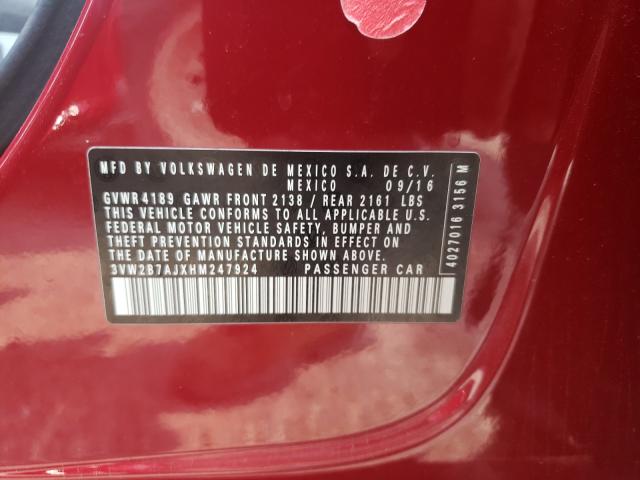 MFD BY VOLKSWAGEN DE MEXICO S.A. DE C.V.
MEXICO 09/16
GVWR 4189 GAWR FRONT 2138 / REAR 2161 LBS
THIS VEHICLE CONFORMS TO ALL APPLICABLE U.S.
FEDERAL MOTOR VEHICLE SAFETY, BUMPER AND
THEFT PREVENTION STANDARDS IN EFFECT ON
THE DATE OF MANUFACTURE SHOWN ABOVE.
3VW2B7AJXHM247924 PASSENGER CAR
4027016 3156 M